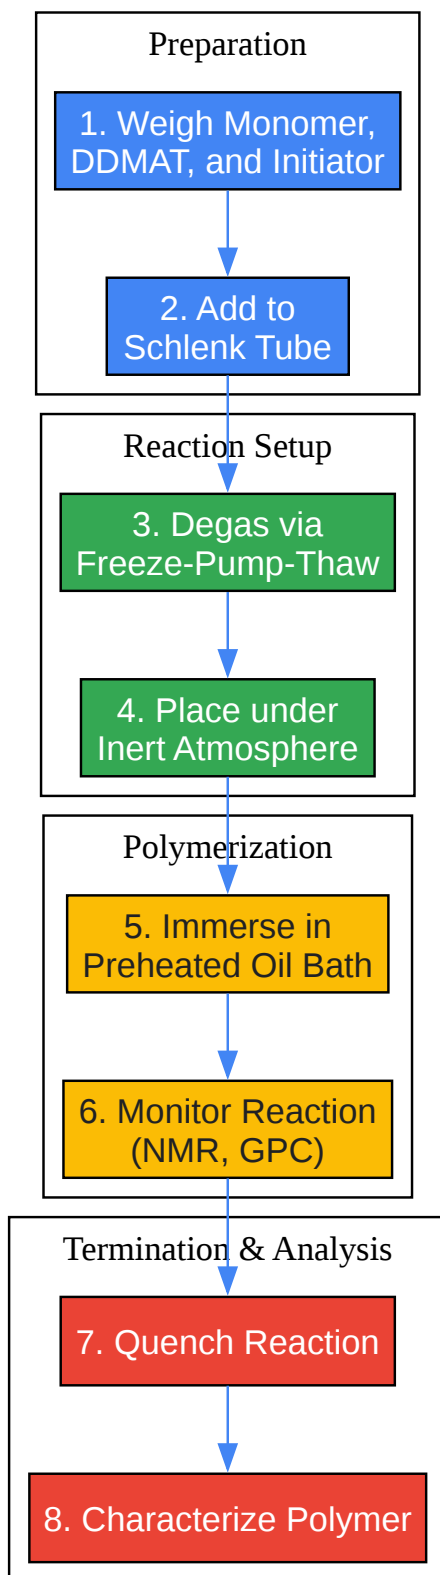 Preparation
1. Weigh Monomer,
DDMAT, and Initiator
2. Add to
Schlenk Tube
Reaction Setup
3. Degas via
Freeze-Pump-Thaw
4. Place under
Inert Atmosphere
Polymerization
5. Immerse in
Preheated Oil Bath
6. Monitor Reaction
(NMR, GPC)
Termination & Analysis
7. Quench Reaction
8. Characterize Polymer